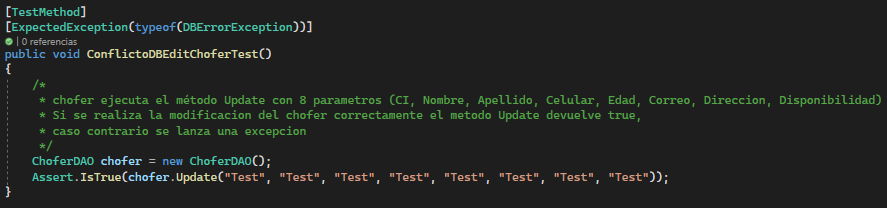 [TestMethod]
[ExpectedException(typeof(DBErrorException))]
| 0 referencias
public void ConflictoDBEditChoferTest()
{
/*
* chofer ejecuta el método Update con 8 parametros (CI, Nombre, Apellido, Celular, Edad, Correo, Direccion, Disponibilidad)
* Si se realiza la modificacion del chofer correctamente el metodo Update devuelve true,
* caso contrario se lanza una excepcion
*/
ChoferDAO chofer = new ChoferDAO();
Assert.IsTrue(chofer.Update("Test", "Test", "Test", "Test", "Test", "Test", "Test", "Test"));
}